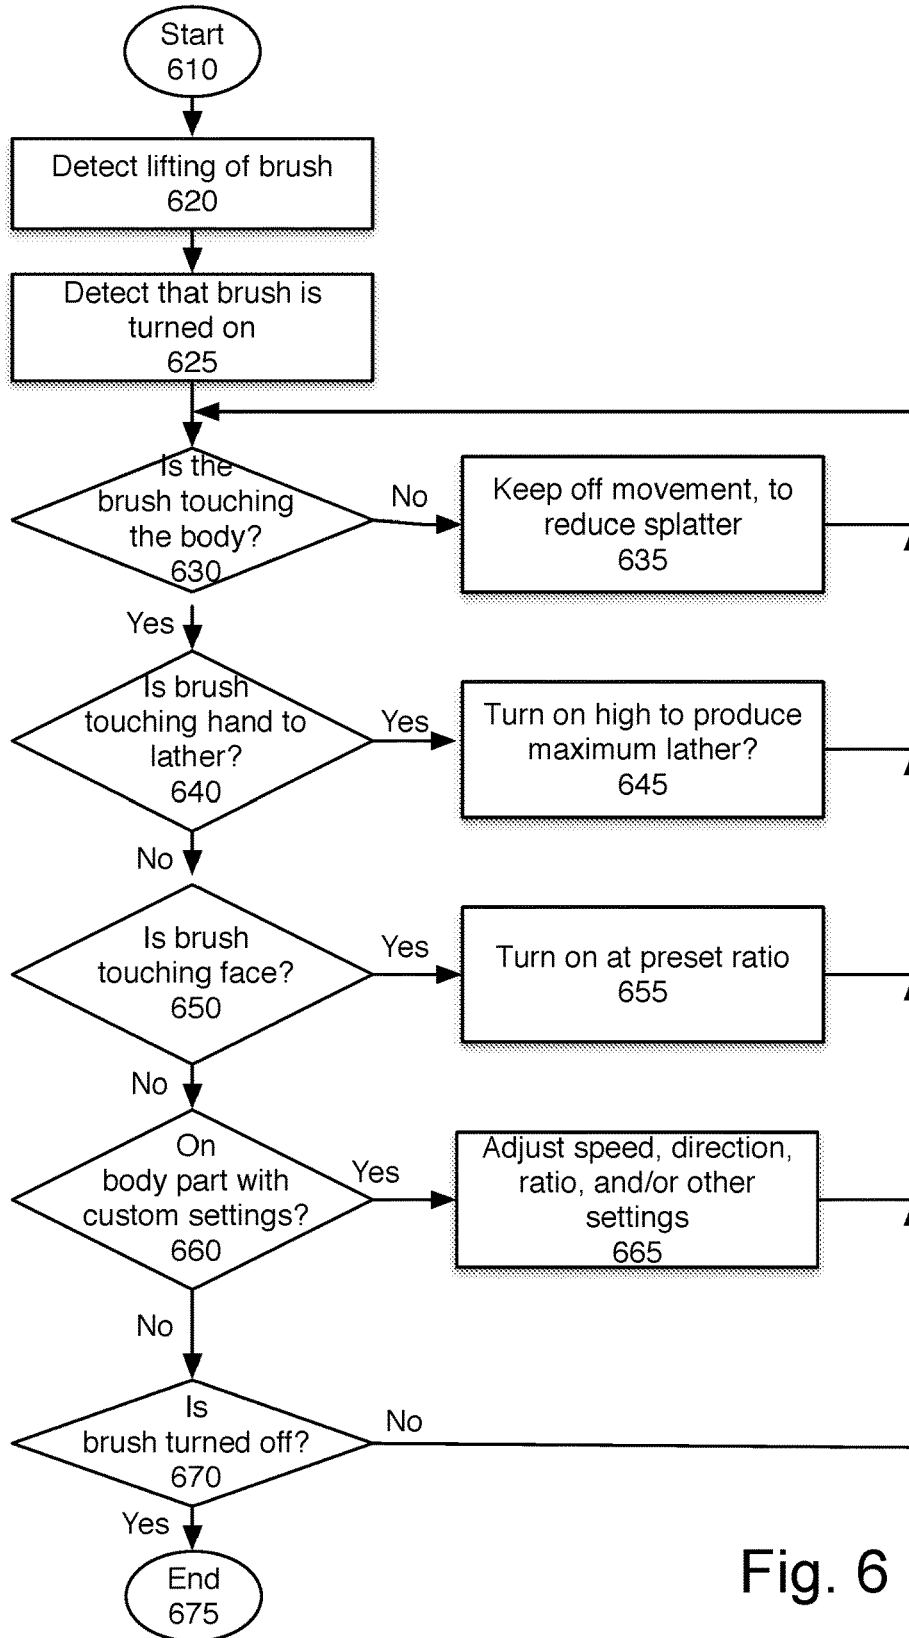 Start
610
Detect lifting of brush
620
Detect that brush is
turned on
625
Is the
brush touching
the body?
630
No
Keep off movement, to
reduce splatter
635
Yes
Is brush
touching hand to
lather?
640
Yes
Turn on high to produce
maximum lather?
645
No
Is brush
touching face?
650
Yes
Turn on at preset ratio
655
No
On
body part with
custom settings?
660
Yes
Adjust speed, direction,
ratio, and/or other
settings
665
No
Is
brush turned off?
670
No
Yes
End
675
Fig. 6